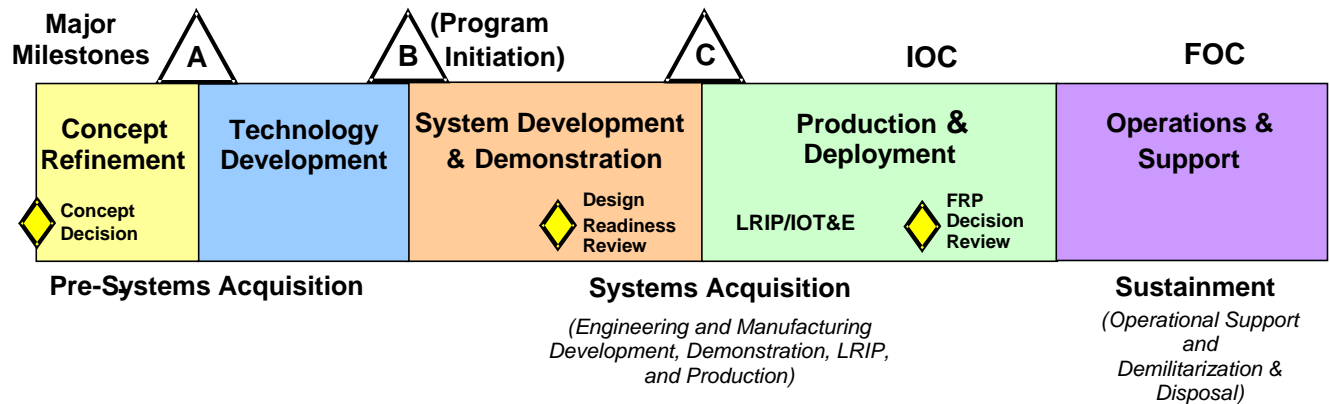 Major
Milestones
A
B
(Program
Initiation)
C
IOC
FOC
Concept
Refinement
Technology
Development
System Development
& Demonstration
Production &
Deployment
Operations &
Support
Concept
Decision
Design
Readiness
Review
LRIP/IOT&E
FRP
Decision
Review
Pre-Systems Acquisition
Systems Acquisition
(Engineering and Manufacturing
Development, Demonstration, LRIP,
and Production)
Sustainment
(Operational Support
and
Demilitarization &
Disposal)